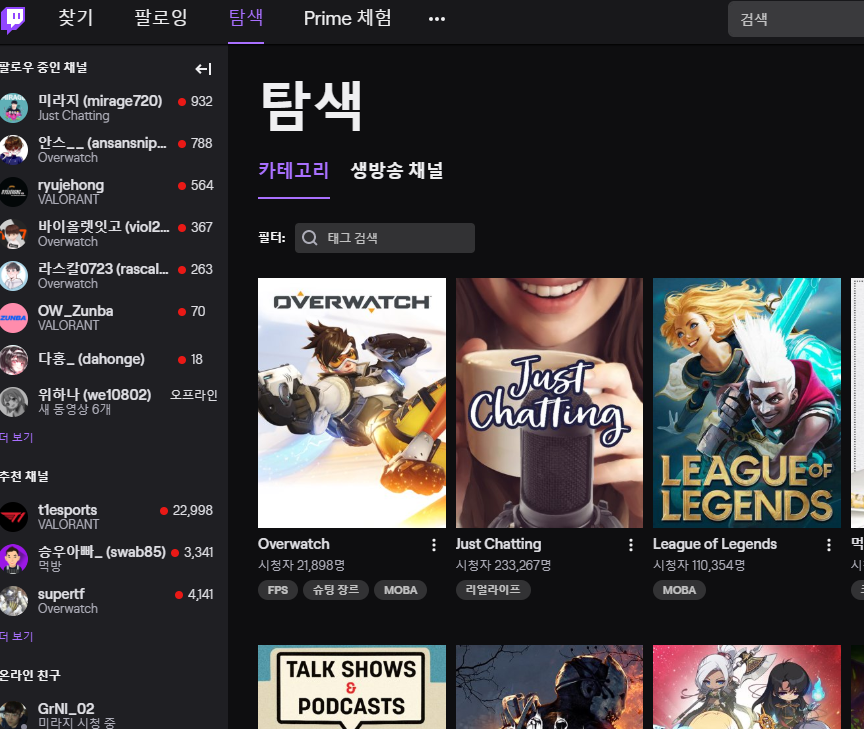 찾기
팔로잉
탐색
Prime 체험
검색
팔로우 중인 채널
미라지 (mirage720)
932
Just Chatting
안스__ (ansansnip...
788
Overwatch
ryujehong
564
VALORANT
바이올렛잇고 (viol2...
367
Overwatch
라스칼0723 (rascal...
263
Overwatch
OW_Zunba
70
VALORANT
ZUNBA
다홍_ (dahonge)
18
위하나 (we10802)
오프라인
새 동영상 6개
더 보기
추천 채널
t1esports
22,998
VALORANT
승우아빠_ (swab85)
3,341
먹방
supertf
4,141
Overwatch
더 보기
온라인 친구
GrNI_02
미라지 시청 중
탐색
카테고리
생방송 채널
필터:
태그 검색
OVERWATCH
Just
Chatting
LEAGUE OF
LEGENDS
Overwatch
시청자 21,898명
FPS
슈팅 장르
MOBA
Just Chatting
시청자 233,267명
리얼라이프
League of Legends
시청자 110,354명
MOBA
먹
TALK SHOWS
&
PODCASTS